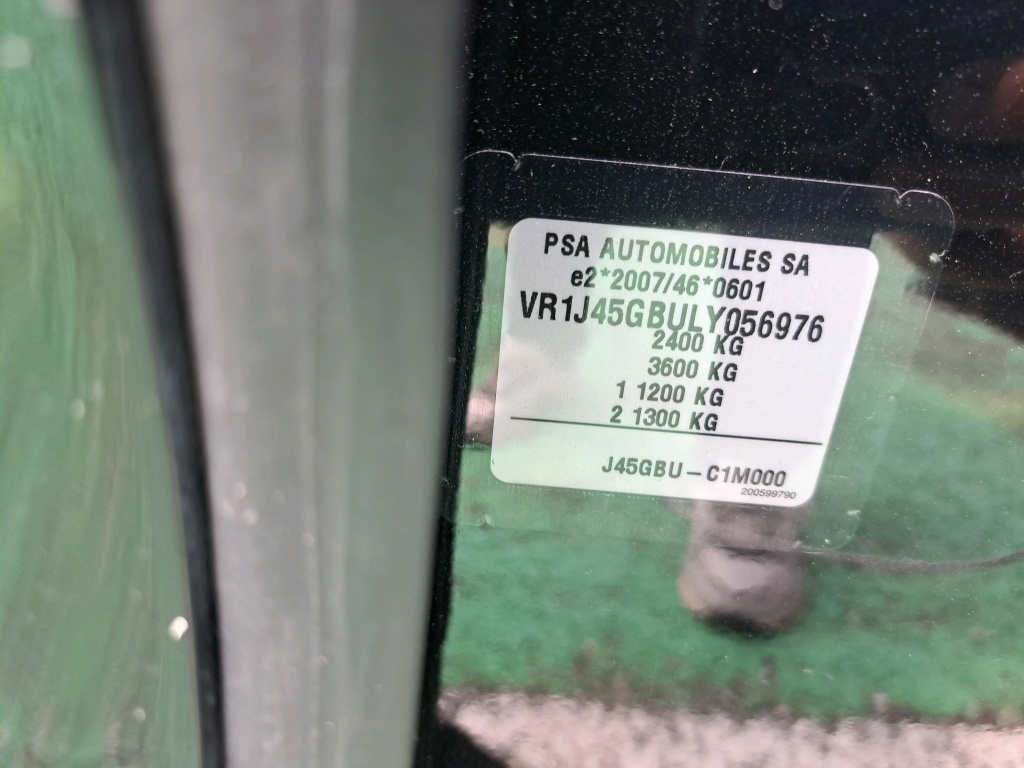 PSA AUTOMOBILES SA
e2*2007/46*0601
VR1J45GBULY056976
2400 KG
3600 KG
1 1200 KG
2 1300 KG
J45GBU-C1M000
200599790